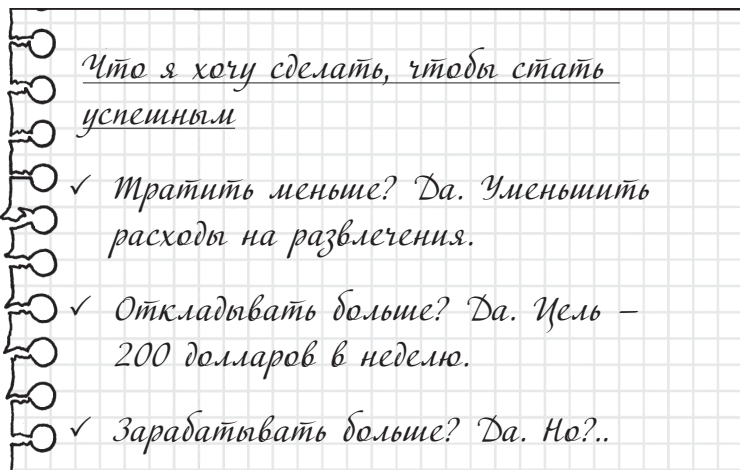 Что я хочу сделать, чтобы стать
успешным
✓ Тратить меньше? Да. Уменьшить
расходы на развлечения.
✓ Откладывать больше? Да. Цель –
200 долларов в неделю.
✓ Зарабатывать больше? Да. Но?..